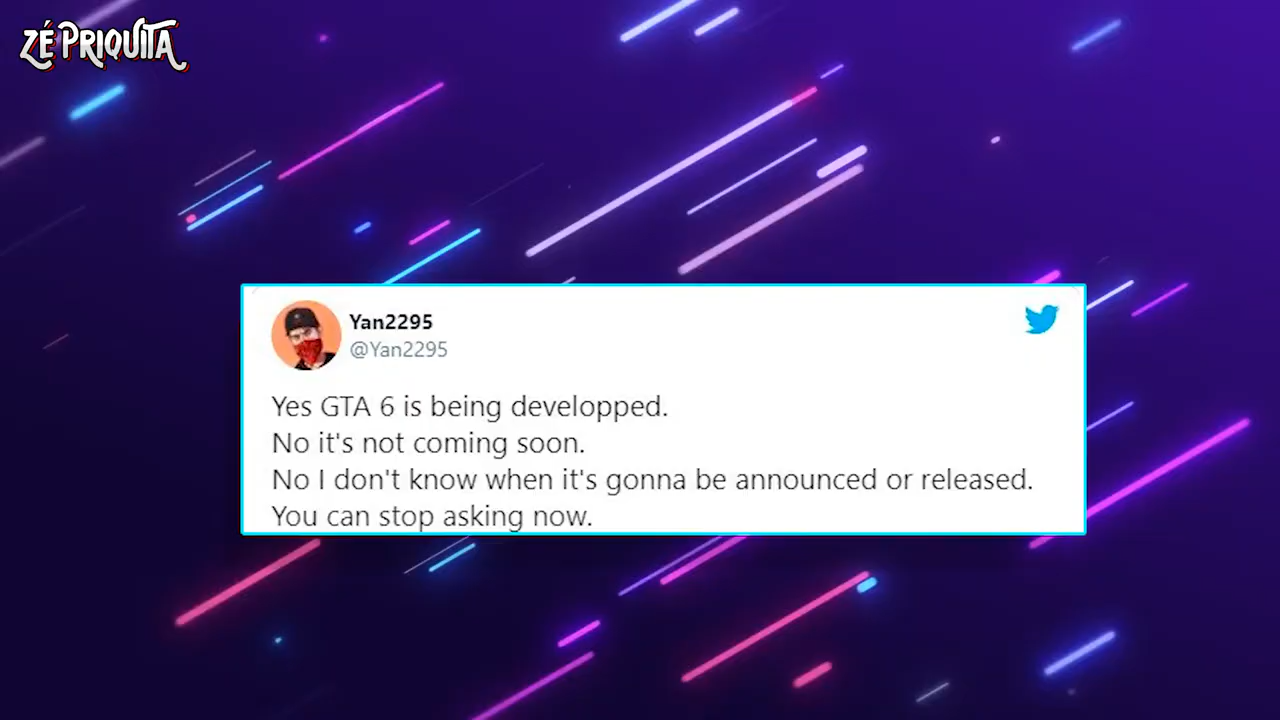 ZÉ PRIQUITA
Yan2295
@Yan2295
Yes GTA 6 is being developped.
No it's not coming soon.
No I don't know when it's gonna be announced or released.
You can stop asking now.